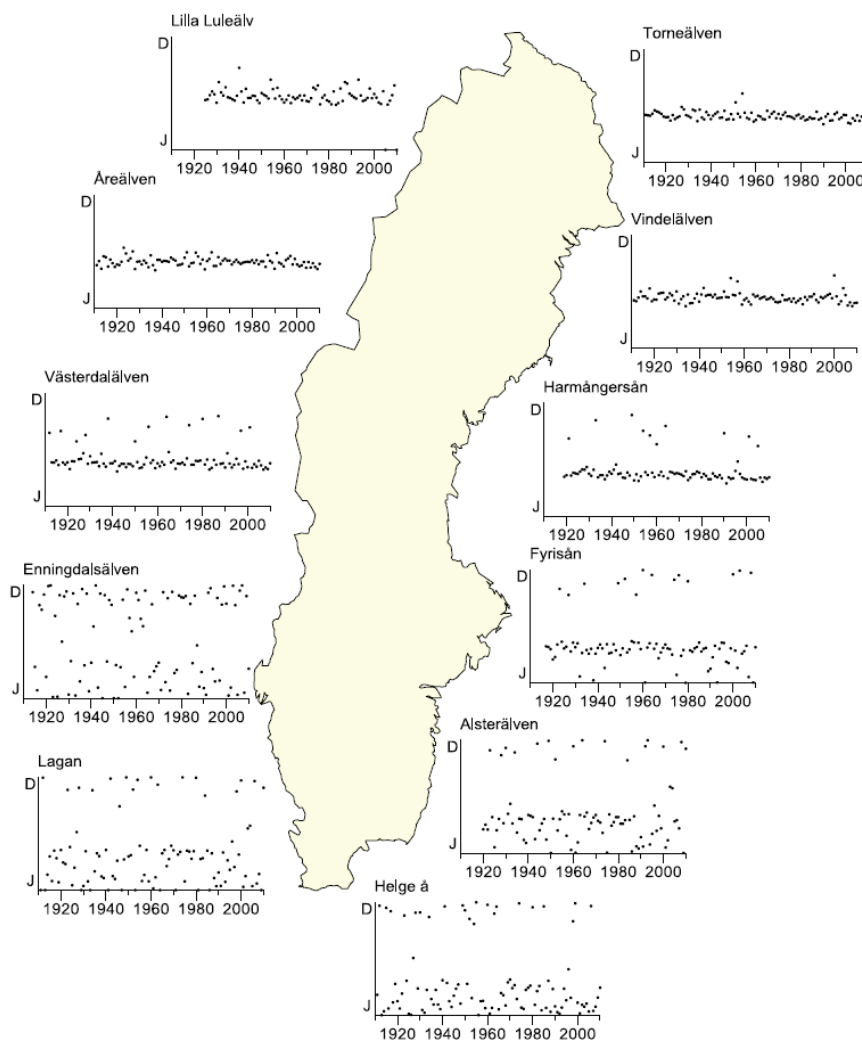 Lilla Luleälv
D
J
1920 1940 1960 1980 2000
Torneälven
D
J
1920 1940 1960 1980 2000
Åreälven
D
J
1920 1940 1960 1980 2000
Vindelälven
D
J
1920 1940 1960 1980 2000
Västerdalälven
D
J
1920 1940 1960 1980 2000
Harmångersån
D
J
1920 1940 1960 1980 2000
Enningdalsälven
D
J
1920 1940 1960 1980 2000
Fyrisån
D
J
1920 1940 1960 1980 2000
Lagan
D
J
1920 1940 1960 1980 2000
Alsterälven
D
J
1920 1940 1960 1980 2000
Helge å
D
J
1920 1940 1960 1980 2000